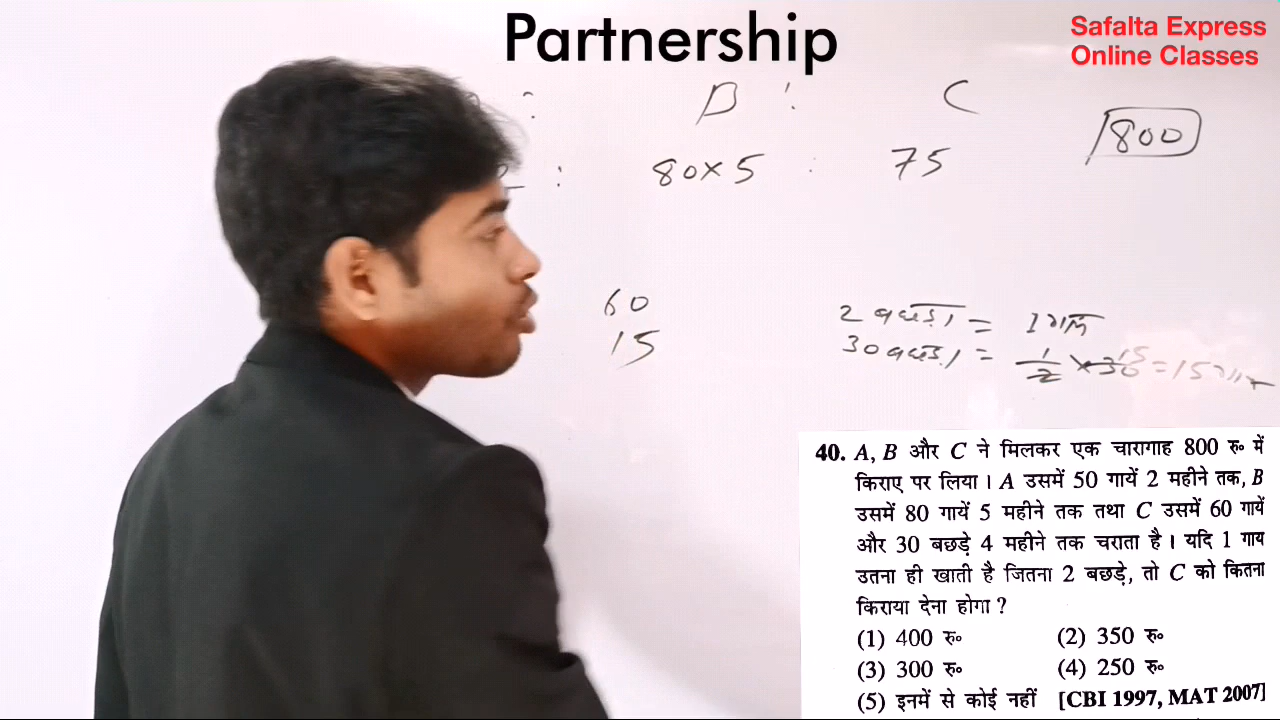 Partnership
Safalta Express
Online Classes
: B : C
800
: 80×5 : 75
60
15
2 बछड़ा = 1 गाय
30 बछड़ा = 1/2 × 30 15 = 15 गाय
40. A, B और C ने मिलकर एक चारागाह 800 रु॰ में
किराए पर लिया। A उसमें 50 गायें 2 महीने तक, B
उसमें 80 गायें 5 महीने तक तथा C उसमें 60 गायें
और 30 बछड़े 4 महीने तक चराता है। यदि 1 गाय
उतना ही खाती है जितना 2 बछड़े, तो C को कितना
किराया देना होगा ?
(1) 400 रु॰ (2) 350 रु॰
(3) 300 रु॰ (4) 250 रु॰
(5) इनमें से कोई नहीं [CBI 1997, MAT 2007]